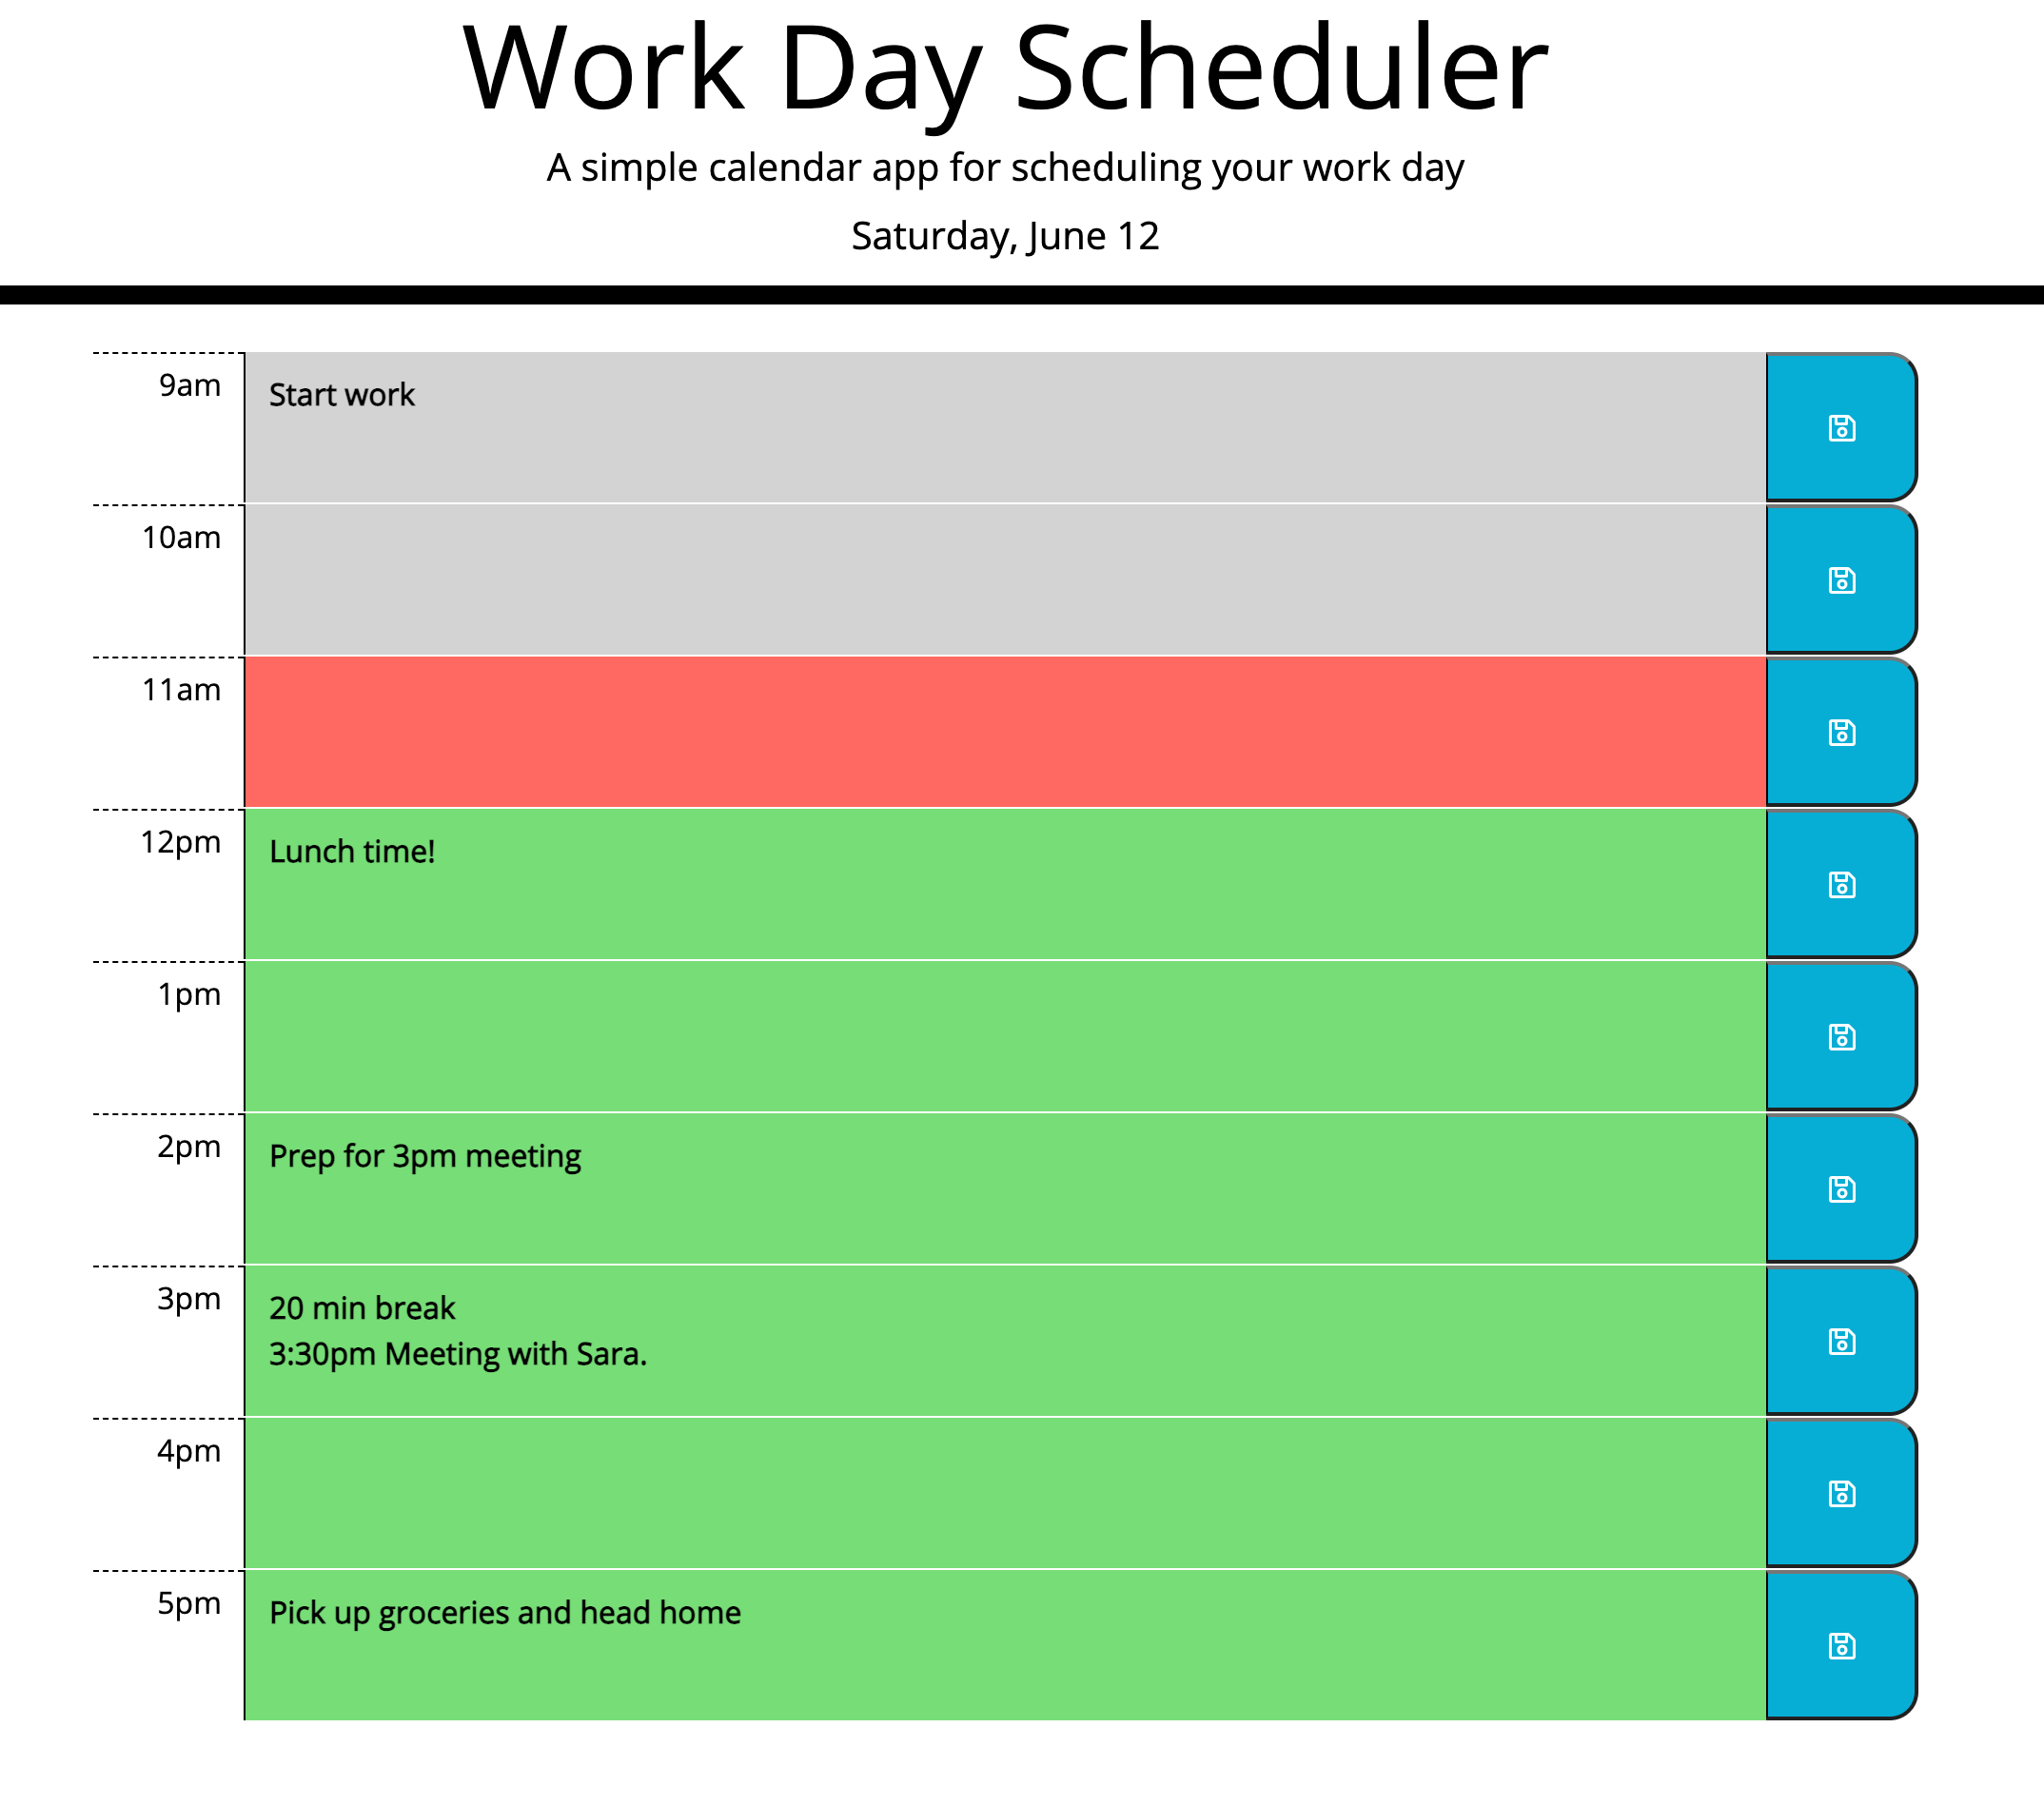 Work Day Scheduler
A simple calendar app for scheduling your work day
Saturday, June 12
9am
Start work
10am
11am
12pm
Lunch time!
1pm
2pm
Prep for 3pm meeting
3pm
20 min break
3:30pm Meeting with Sara.
4pm
5pm
Pick up groceries and head home